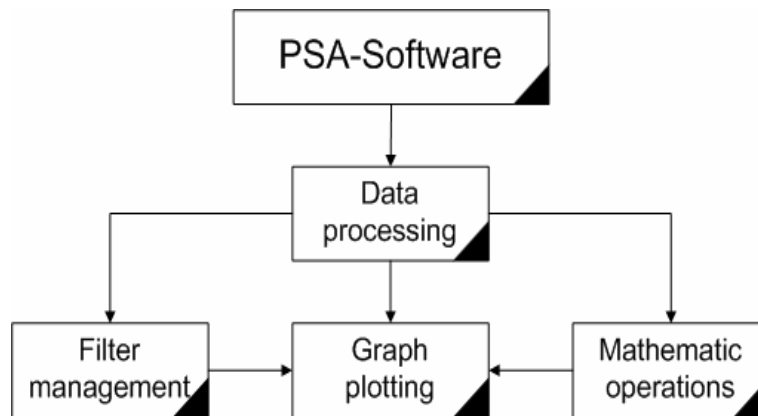 PSA-Software
Data
processing
Filter
management
Graph
plotting
Mathematic
operations